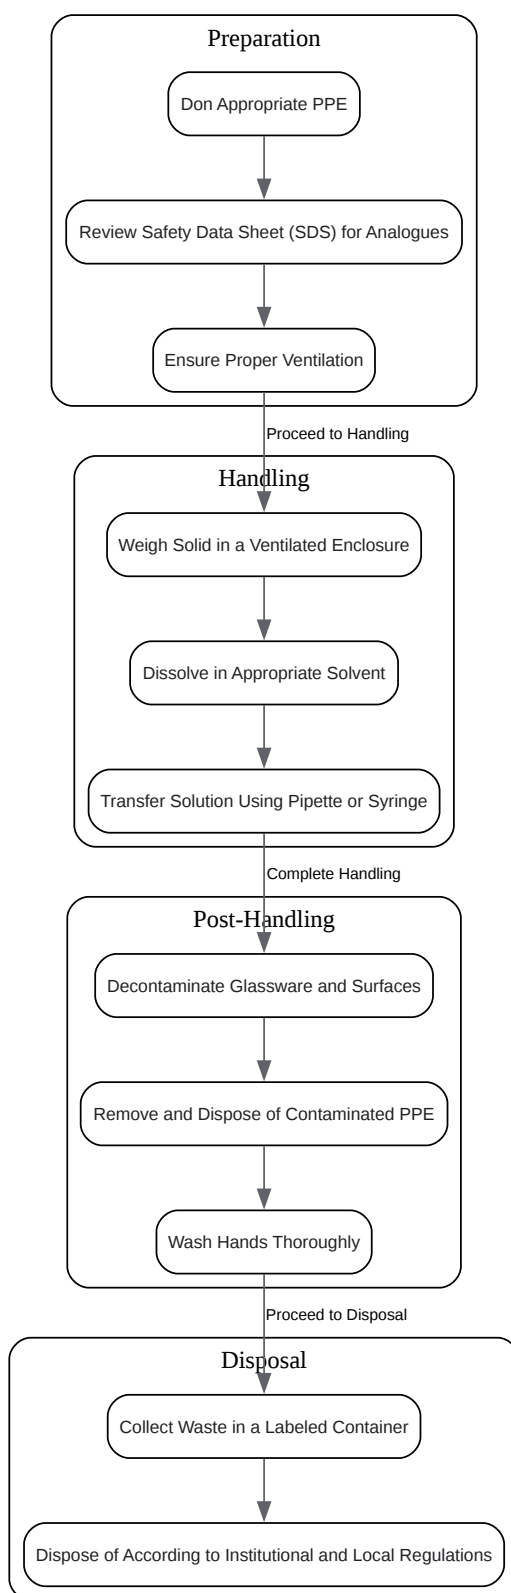 Preparation
Don Appropriate PPE
Review Safety Data Sheet (SDS) for Analogues
Ensure Proper Ventilation
Proceed to Handling
Handling
Weigh Solid in a Ventilated Enclosure
Dissolve in Appropriate Solvent
Transfer Solution Using Pipette or Syringe
Complete Handling
Post-Handling
Decontaminate Glassware and Surfaces
Remove and Dispose of Contaminated PPE
Wash Hands Thoroughly
Proceed to Disposal
Disposal
Collect Waste in a Labeled Container
Dispose of According to Institutional and Local Regulations